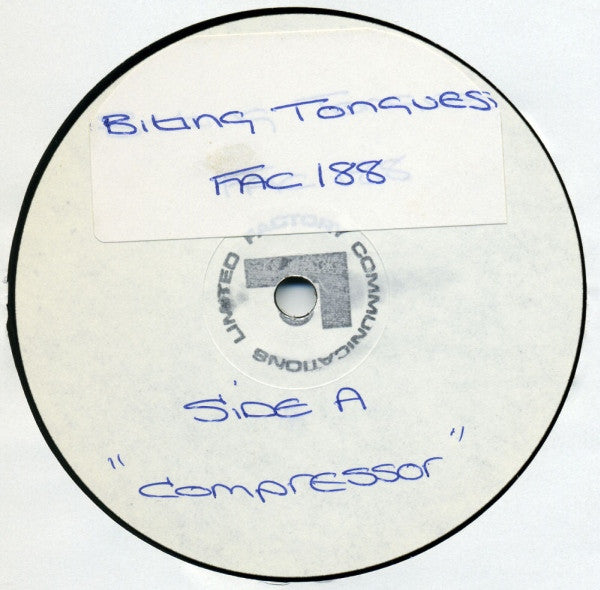 Biting Tongues
FAC 188
FACTORY COMMUNICATIONS LIMITED
SIDE A
"compressor"